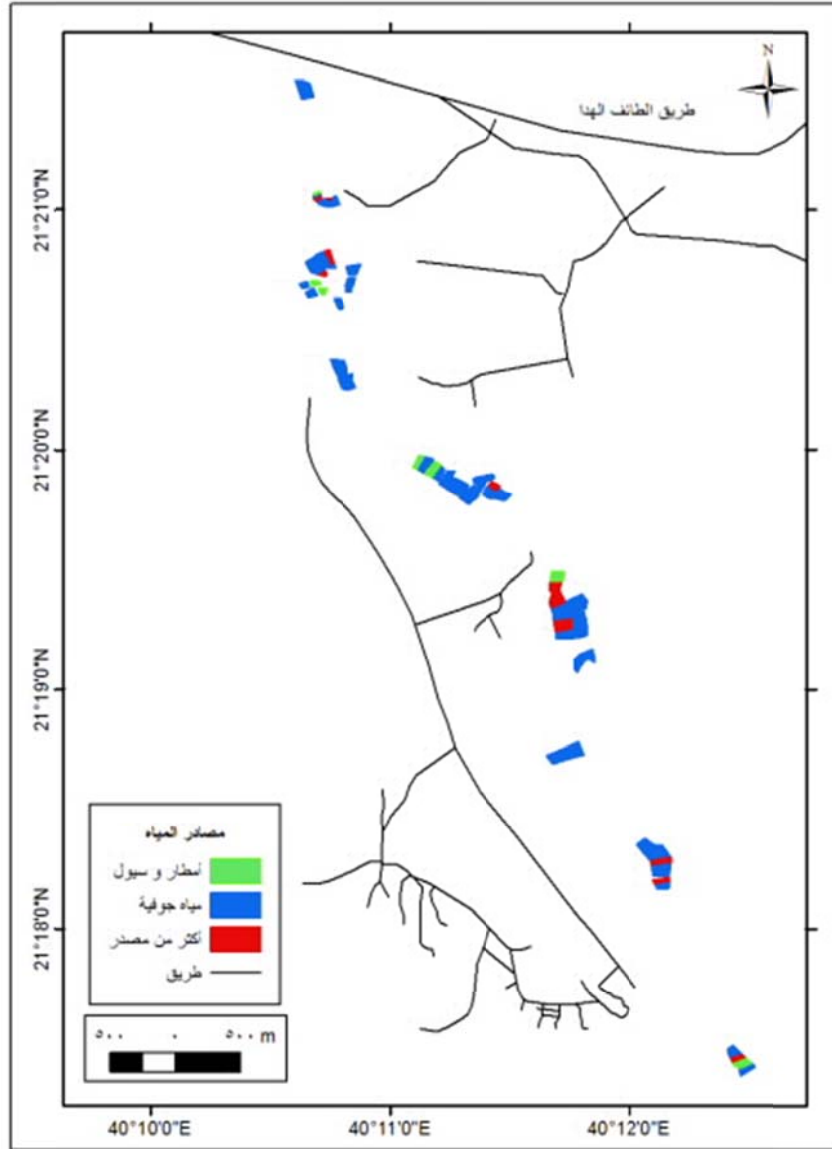 N
طريق الطائف الهدا
21°21'0"N
21°20'0"N
21°19'0"N
21°18'0"N
مصادر المياه
أمطار و سيول
مياه جوفية
أكثر من مصدر
طريق
٥٠٠ ٠ ٥٠٠ m
40°10'0"E 40°11'0"E 40°12'0"E